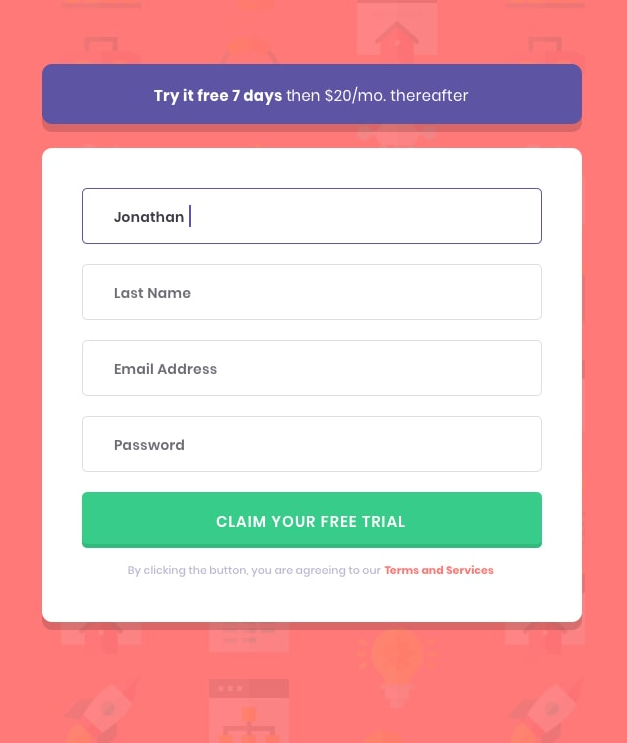 Try it free 7 days then $20/mo. thereafter
Jonathan
Last Name
Email Address
Password
CLAIM YOUR FREE TRIAL
By clicking the button, you are agreeing to our Terms and Services